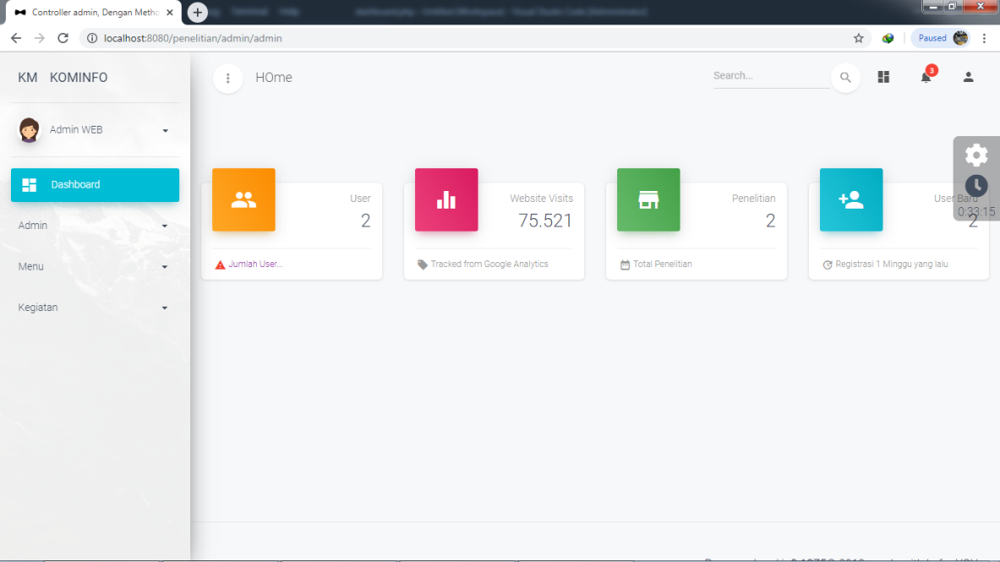 Controller admin, Dengan Metho
Terminal Help
localhost:8080/penelitian/admin/admin
Paused
KM KOMINFO
HOme
Search...
3
Admin WEB
Dashboard
Admin
Menu
Kegiatan
User
2
Jumlah User...
Website Visits
75.521
Tracked from Google Analytics
Penelitian
2
Total Penelitian
User Baru
2
Registrasi 1 Minggu yang lalu
0:33:15